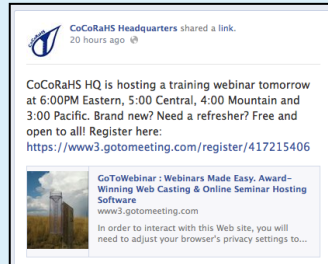 CoCoRaHS
CoCoRaHS Headquarters shared a link.
20 hours ago
CoCoRaHS HQ is hosting a training webinar tomorrow
at 6:00PM Eastern, 5:00 Central, 4:00 Mountain and
3:00 Pacific. Brand new? Need a refresher? Free and
open to all! Register here:
https://www3.gotomeeting.com/register/417215406
GoToWebinar : Webinars Made Easy. Award-
Winning Web Casting & Online Seminar Hosting
Software
www3.gotomeeting.com
In order to interact with this Web site, you will
need to adjust your browser's privacy settings to...